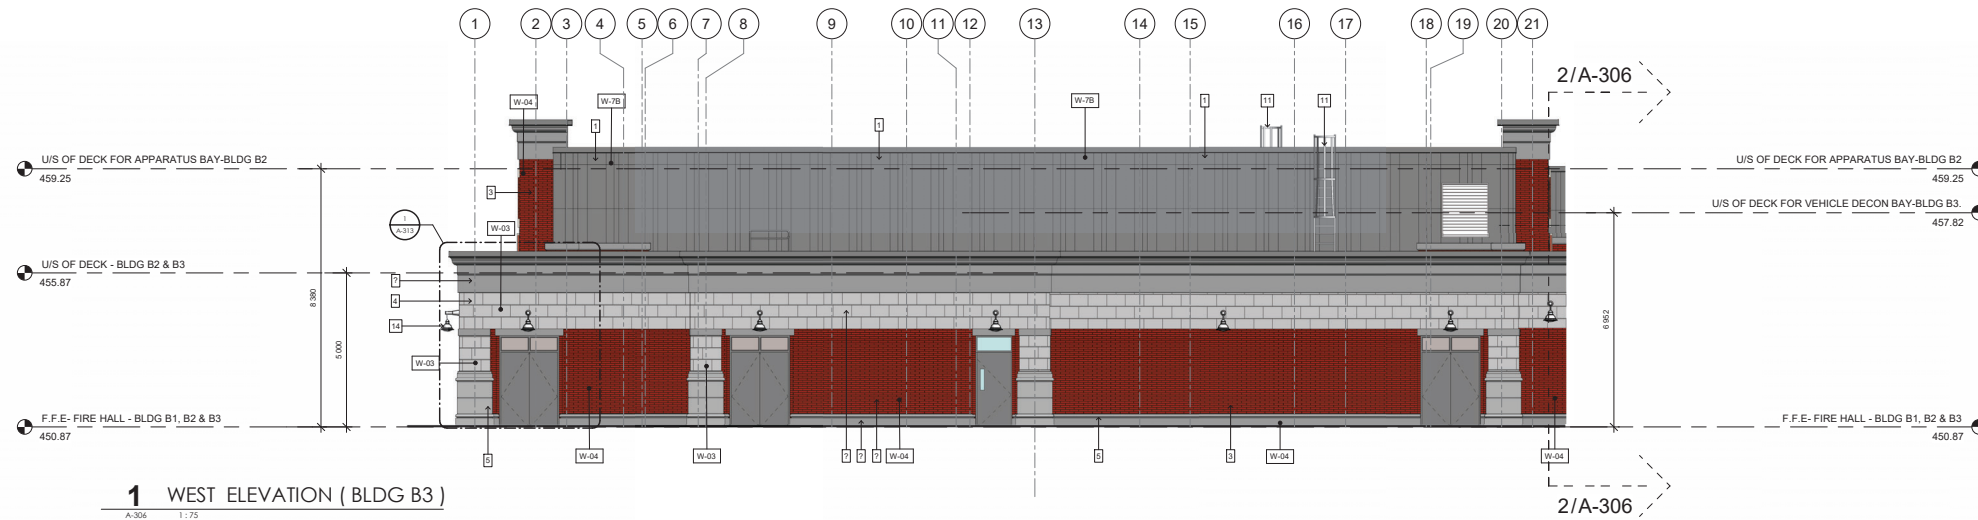 1 2 3 4 5 6 7 8 9 10 11 12 13 14 15 16 17 18 19 20 21
2/A-306
W-04 W-7B W-7B 11 11
1 1 1
U/S OF DECK FOR APPARATUS BAY-BLDG B2 U/S OF DECK FOR APPARATUS BAY-BLDG B2
459.25 459.25
3
U/S OF DECK FOR VEHICLE DECON BAY-BLDG B3.
457.82
1
A-313
W-03
U/S OF DECK - BLDG B2 & B3
455.87
?
4
8 380
14
6 952
5 000
W-03
F.F.E- FIRE HALL - BLDG B1, B2 & B3 F.F.E- FIRE HALL - BLDG B1, B2 & B3
450.87 450.87
5 W-04 W-03 ? ? ? W-04 5 3 W-04 W-04
1 WEST ELEVATION ( BLDG B3 )
A-306 1 : 75
2/A-306